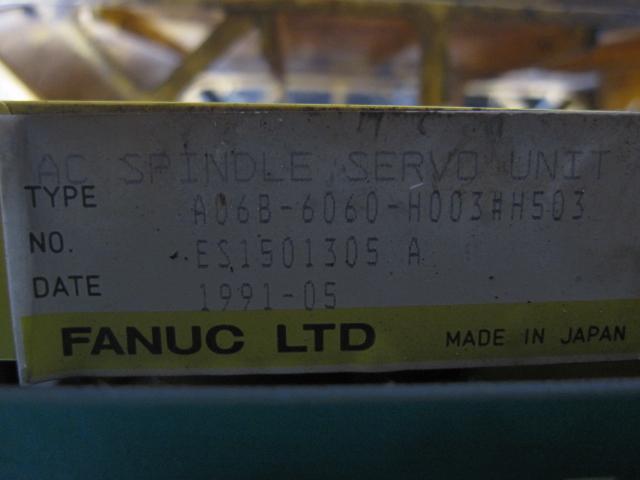 AC SPINDLE SERVO UNIT
TYPE A06B-6060-H003#H503
NO. ES1501305 A
DATE 1991-05
FANUC LTD MADE IN JAPAN